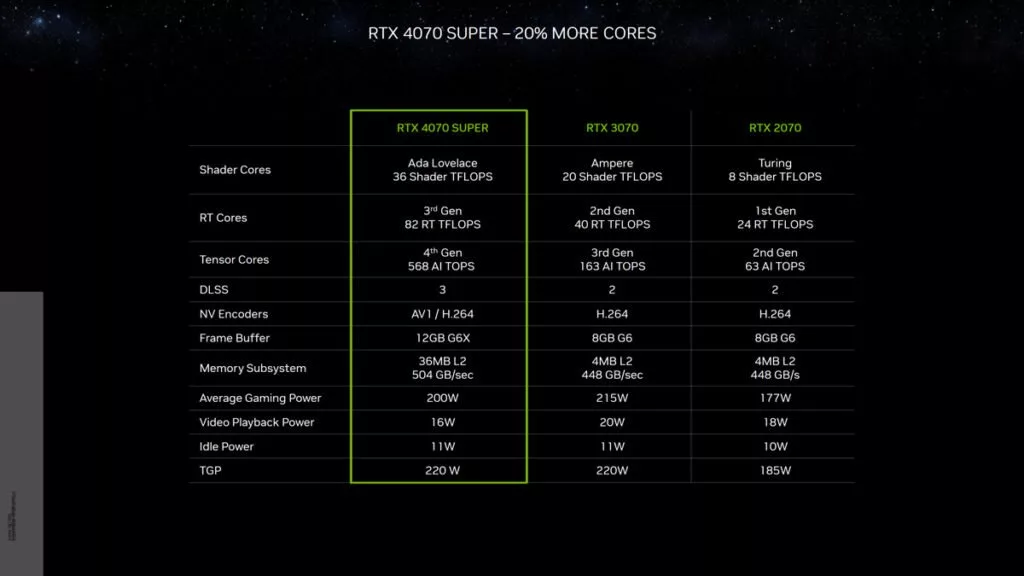 RTX 4070 SUPER – 20% MORE CORES
RTX 4070 SUPER RTX 3070 RTX 2070
Shader Cores
Ada Lovelace Ampere Turing
36 Shader TFLOPS 20 Shader TFLOPS 8 Shader TFLOPS
RT Cores
3rd Gen 2nd Gen 1st Gen
82 RT TFLOPS 40 RT TFLOPS 24 RT TFLOPS
Tensor Cores
4th Gen 3rd Gen 2nd Gen
568 AI TOPS 163 AI TOPS 63 AI TOPS
DLSS 3 2 2
NV Encoders AV1 / H.264 H.264 H.264
Frame Buffer 12GB G6X 8GB G6 8GB G6
Memory Subsystem
36MB L2 4MB L2 4MB L2
504 GB/sec 448 GB/sec 448 GB/s
Average Gaming Power 200W 215W 177W
Video Playback Power 16W 20W 18W
Idle Power 11W 11W 10W
TGP 220 W 220W 185W